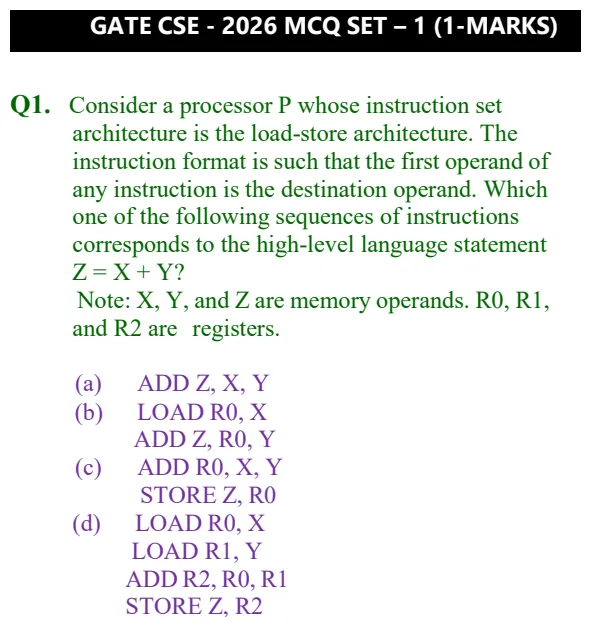 GATE CSE - 2026 MCQ SET – 1 (1-MARKS)
Q1. Consider a processor P whose instruction set
architecture is the load-store architecture. The
instruction format is such that the first operand of
any instruction is the destination operand. Which
one of the following sequences of instructions
corresponds to the high-level language statement
Z = X + Y?
Note: X, Y, and Z are memory operands. R0, R1,
and R2 are registers.
(a) ADD Z, X, Y
(b) LOAD R0, X
ADD Z, R0, Y
(c) ADD R0, X, Y
STORE Z, R0
(d) LOAD R0, X
LOAD R1, Y
ADD R2, R0, R1
STORE Z, R2